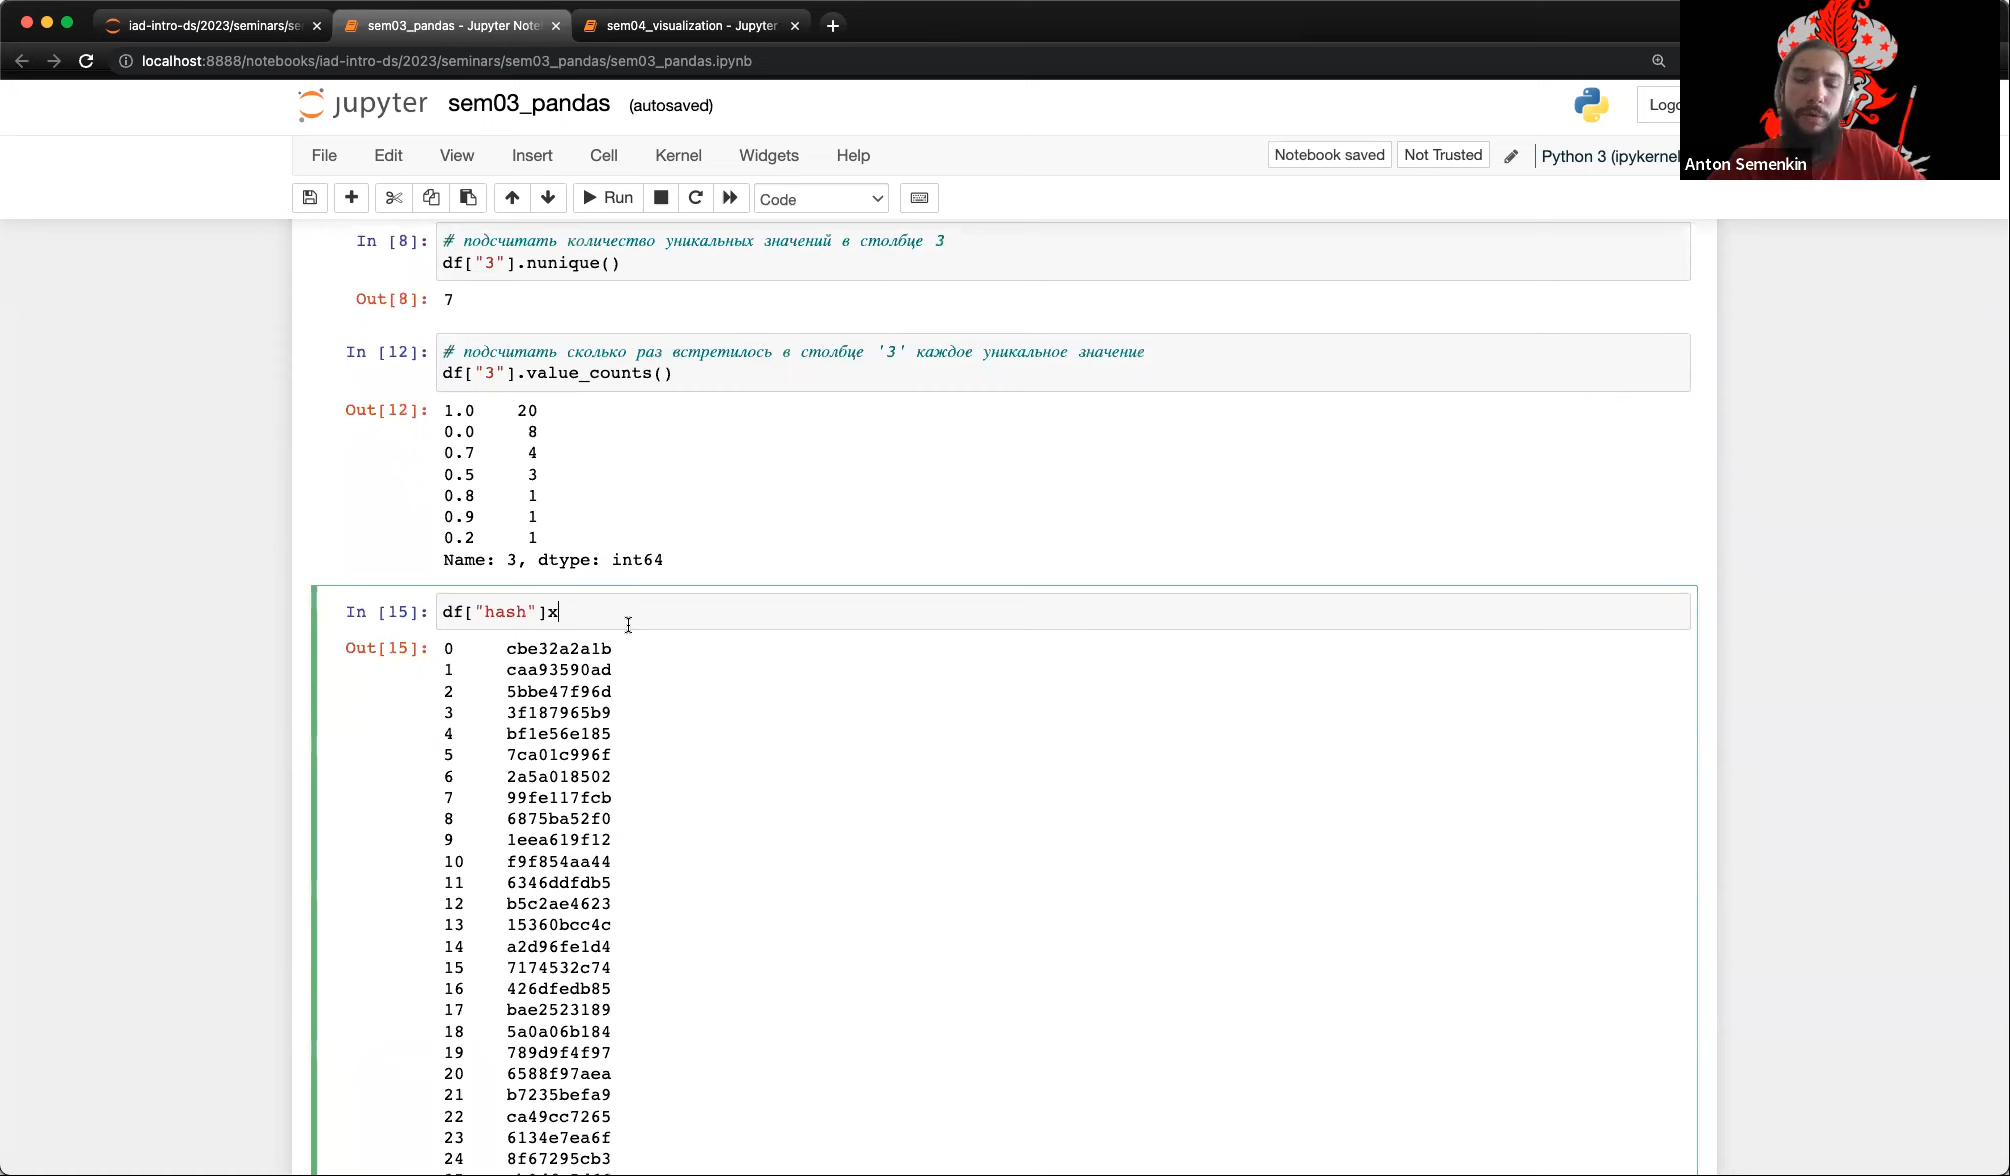 iad-intro-ds/2023/seminars/se
sem03_pandas - Jupyter Note
sem04_visualization - Jupyter
localhost:8888/notebooks/iad-intro-ds/2023/seminars/sem03_pandas/sem03_pandas.ipynb
jupyter sem03_pandas (autosaved)
Logo
Anton Semenkin
File Edit View Insert Cell Kernel Widgets Help
Notebook saved Not Trusted Python 3 (ipykernel
Run Code
In [8]: # подсчитать количество уникальных значений в столбце 3
df["3"].nunique()
Out[8]: 7
In [12]: # подсчитать сколько раз встретилось в столбце '3' каждое уникальное значение
df["3"].value_counts()
Out[12]: 1.0 20
0.0 8
0.7 4
0.5 3
0.8 1
0.9 1
0.2 1
Name: 3, dtype: int64
In [15]: df["hash"]x
Out[15]: 0 cbe32a2a1b
1 caa93590ad
2 5bbe47f96d
3 3f187965b9
4 bf1e56e185
5 7ca01c996f
6 2a5a018502
7 99fe117fcb
8 6875ba52f0
9 1eea619f12
10 f9f854aa44
11 6346ddfdb5
12 b5c2ae4623
13 15360bcc4c
14 a2d96fe1d4
15 7174532c74
16 426dfedb85
17 bae2523189
18 5a0a06b184
19 789d9f4f97
20 6588f97aea
21 b7235befa9
22 ca49cc7265
23 6134e7ea6f
24 8f67295cb3